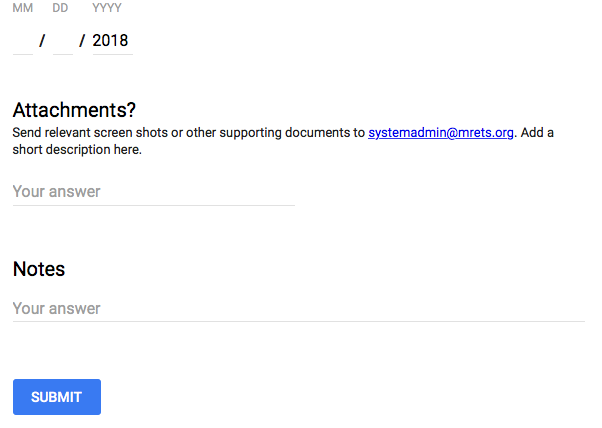 MM DD YYYY
/ / 2018
Attachments?
Send relevant screen shots or other supporting documents to systemadmin@mrets.org. Add a
short description here.
Your answer
Notes
Your answer
SUBMIT